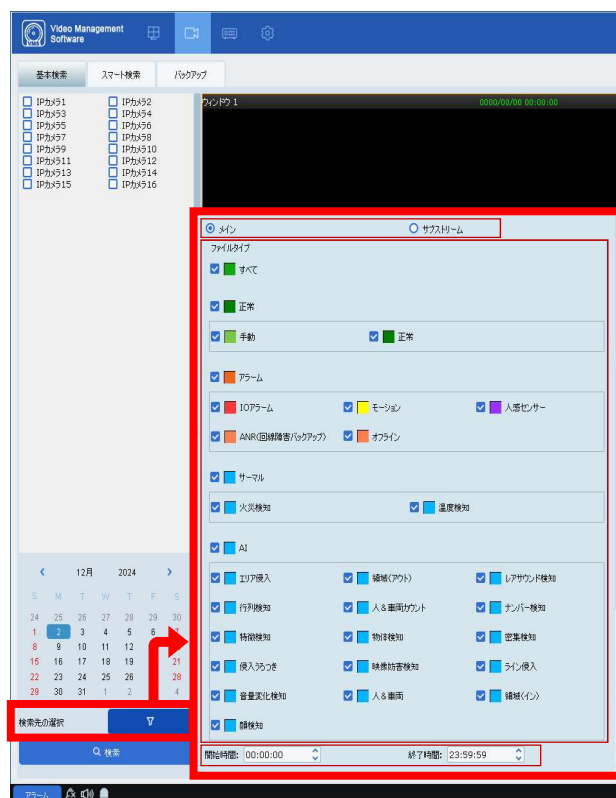 Video Management
Software
VMS
基本検索 スマート検索 バックアップ
IPカメラ1 IPカメラ2
IPカメラ3 IPカメラ4
IPカメラ5 IPカメラ6
IPカメラ7 IPカメラ8
IPカメラ9 IPカメラ10
IPカメラ11 IPカメラ12
IPカメラ13 IPカメラ14
IPカメラ15 IPカメラ16
ウィンドウ 1 0000/00/00 00:00:00
メイン サブストリーム
ファイルタイプ
すべて
正常
手動 正常
アラーム
IOアラーム モーション 人感センサー
ANR(回線障害バックアップ) オフライン
サーマル
火災検知 温度検知
AI
エリア侵入 領域(アウト) レアサウンド検知
行列検知 人&車両カウント ナンバー検知
特徴検知 物体検知 密集検知
侵入うろつき 映像妨害検知 ライン侵入
音量変化検知 人&車両 領域(イン)
顔検知
開始時間: 00:00:00 終了時間: 23:59:59
12月 2024
S M T W T F S
24 25 26 27 28 29 30
1 2 3 4 5 6 7
8 9 10 11 12
15 16 17 18 19 21
22 23 24 25 26 28
29 30 31 1 2 4
検索先の選択
検索
アラーム